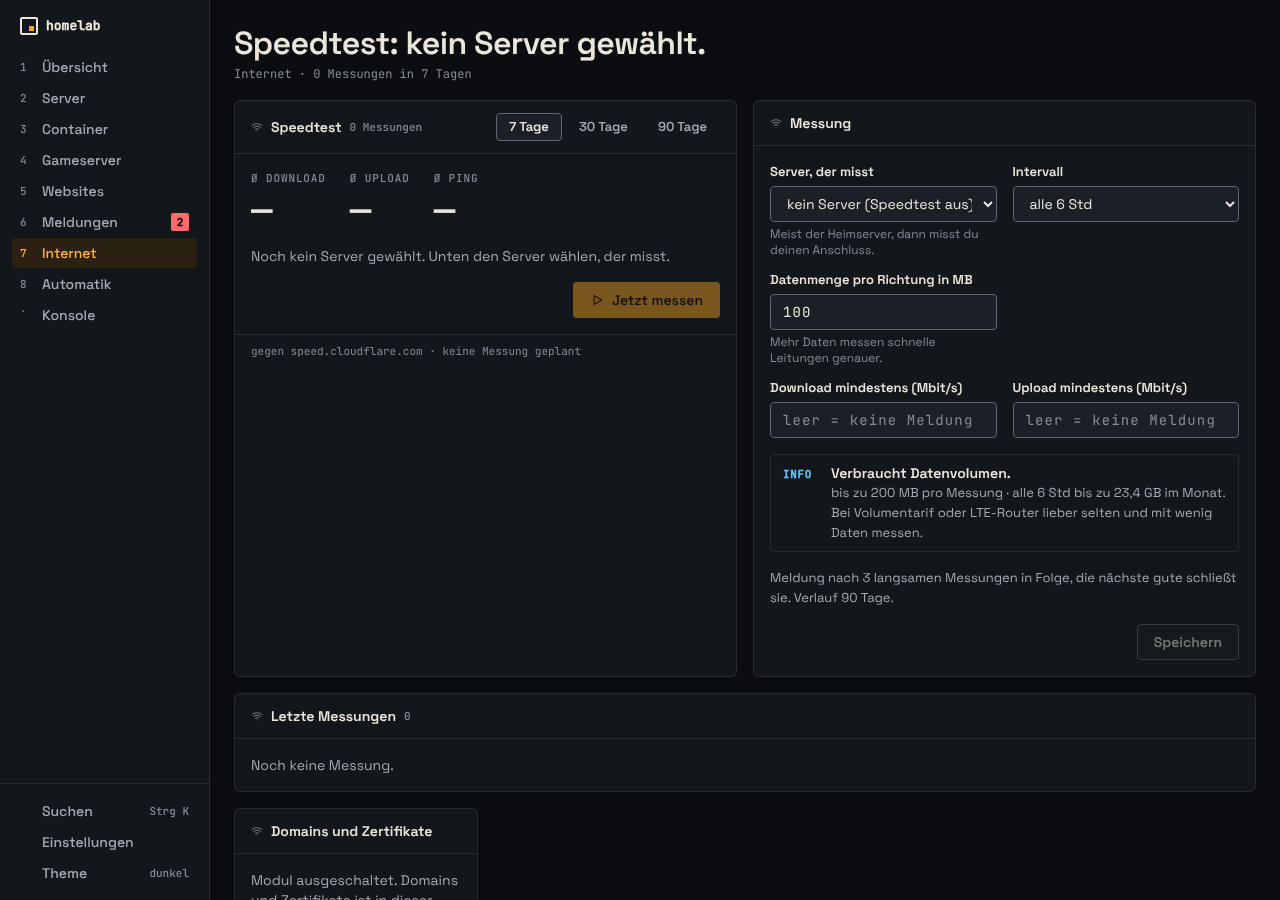 homelab
1 Übersicht
2 Server
3 Container
4 Gameserver
5 Websites
6 Meldungen 2
7 Internet
8 Automatik
` Konsole
Suchen Strg K
Einstellungen
Theme dunkel
Speedtest: kein Server gewählt.
Internet · 0 Messungen in 7 Tagen
Speedtest 0 Messungen 7 Tage 30 Tage 90 Tage
Ø DOWNLOAD Ø UPLOAD Ø PING
— — —
Noch kein Server gewählt. Unten den Server wählen, der misst.
Jetzt messen
gegen speed.cloudflare.com · keine Messung geplant
Messung
Server, der misst Intervall
kein Server (Speedtest aus) alle 6 Std
Meist der Heimserver, dann misst du
deinen Anschluss.
Datenmenge pro Richtung in MB
100
Mehr Daten messen schnelle
Leitungen genauer.
Download mindestens (Mbit/s) Upload mindestens (Mbit/s)
leer = keine Meldung leer = keine Meldung
INFO Verbraucht Datenvolumen.
bis zu 200 MB pro Messung · alle 6 Std bis zu 23,4 GB im Monat.
Bei Volumentarif oder LTE-Router lieber selten und mit wenig
Daten messen.
Meldung nach 3 langsamen Messungen in Folge, die nächste gute schließt
sie. Verlauf 90 Tage.
Speichern
Letzte Messungen 0
Noch keine Messung.
Domains und Zertifikate
Modul ausgeschaltet. Domains
und Zertifikate ist in dieser